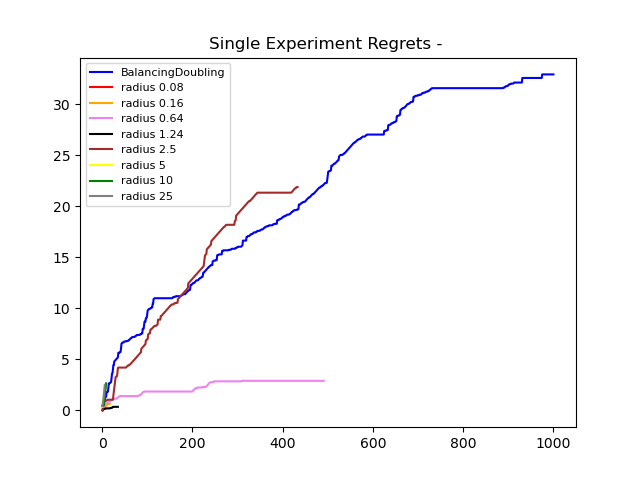 Single Experiment Regrets -
BalancingDoubling
radius 0.08
radius 0.16
radius 0.64
radius 1.24
radius 2.5
radius 5
radius 10
radius 25
30
25
20
15
10
5
0
0 200 400 600 800 1000